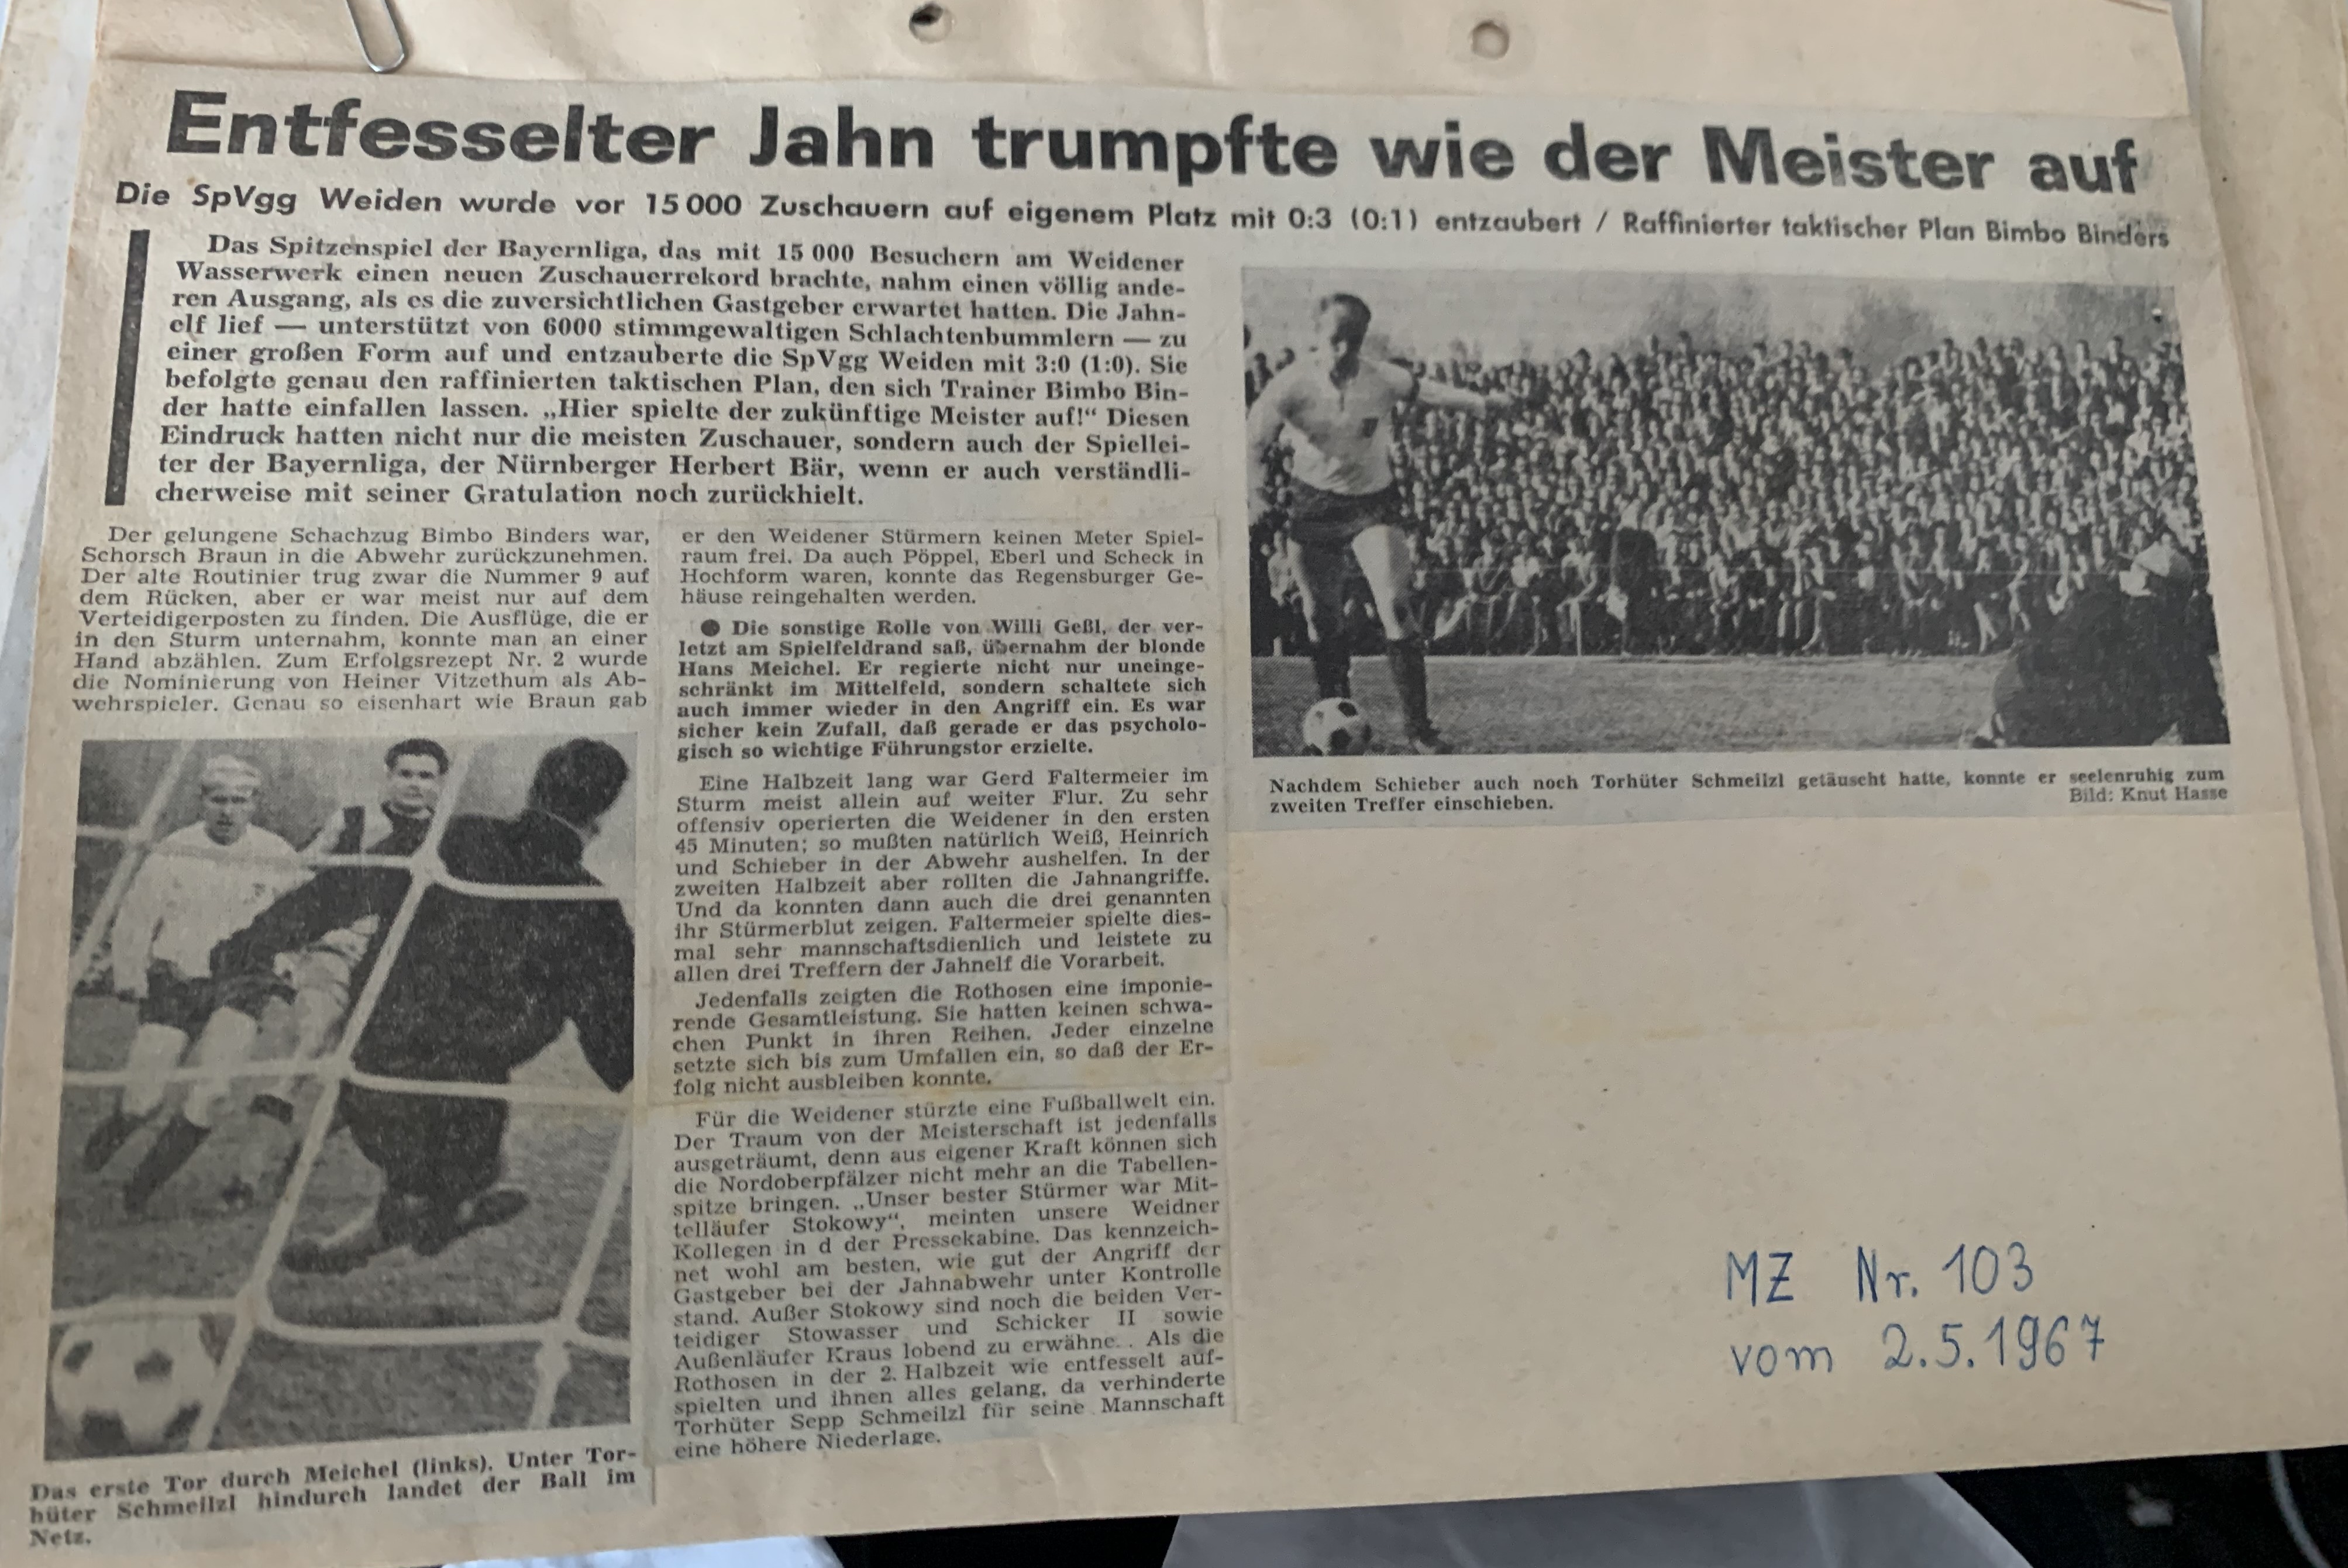 Entfesselter Jahn trumpfte wie der Meister auf
Die SpVgg Weiden wurde vor 15 000 Zuschauern auf eigenem Platz mit 0:3 (0:1) entzaubert / Raffinierter taktischer Plan Bimbo Binders
Das Spitzenspiel der Bayernliga, das mit 15 000 Besuchern am Weidener
Wasserwerk einen neuen Zuschauerrekord brachte, nahm einen völlig ande-
ren Ausgang, als es die zuversichtlichen Gastgeber erwartet hatten. Die Jahn-
elf lief — unterstützt von 6000 stimmgewaltigen Schlachtenbummlern — zu
einer großen Form auf und entzauberte die SpVgg Weiden mit 3:0 (1:0). Sie
befolgte genau den raffinierten taktischen Plan, den sich Trainer Bimbo Bin-
der hatte einfallen lassen. „Hier spielte der zukünftige Meister auf!“ Diesen
Eindruck hatten nicht nur die meisten Zuschauer, sondern auch der Spiellei-
ter der Bayernliga, der Nürnberger Herbert Bär, wenn er auch verständli-
cherweise mit seiner Gratulation noch zurückhielt.
Der gelungene Schachzug Bimbo Binders war,
Schorsch Braun in die Abwehr zurückzunehmen.
Der alte Routinier trug zwar die Nummer 9 auf
dem Rücken, aber er war meist nur auf dem
Verteidigerposten zu finden. Die Ausflüge, die er
in den Sturm unternahm, konnte man an einer
Hand abzählen. Zum Erfolgsrezept Nr. 2 wurde
die Nominierung von Heiner Vitzethum als Ab-
wehrspieler. Genau so eisenhart wie Braun gab
Das erste Tor durch Meichel (links). Unter Tor-
hüter Schmeilzl hindurch landet der Ball im
Netz.
er den Weidener Stürmern keinen Meter Spiel-
raum frei. Da auch Pöppel, Eberl und Scheck in
Hochform waren, konnte das Regensburger Ge-
häuse reingehalten werden.
● Die sonstige Rolle von Willi Geßl, der ver-
letzt am Spielfeldrand saß, übernahm der blonde
Hans Meichel. Er regierte nicht nur uneinge-
schränkt im Mittelfeld, sondern schaltete sich
auch immer wieder in den Angriff ein. Es war
sicher kein Zufall, daß gerade er das psycholo-
gisch so wichtige Führungstor erzielte.
Eine Halbzeit lang war Gerd Faltermeier im
Sturm meist allein auf weiter Flur. Zu sehr
offensiv operierten die Weidener in den ersten
45 Minuten; so mußten natürlich Weiß, Heinrich
und Schieber in der Abwehr aushelfen. In der
zweiten Halbzeit aber rollten die Jahnangriffe.
Und da konnten dann auch die drei genannten
ihr Stürmerblut zeigen. Faltermeier spielte dies-
mal sehr mannschaftsdienlich und leistete zu
allen drei Treffern der Jahnelf die Vorarbeit.
Jedenfalls zeigten die Rothosen eine imponie-
rende Gesamtleistung. Sie hatten keinen schwa-
chen Punkt in ihren Reihen. Jeder einzelne
setzte sich bis zum Umfallen ein, so daß der Er-
folg nicht ausbleiben konnte.
Für die Weidener stürzte eine Fußballwelt ein.
Der Traum von der Meisterschaft ist jedenfalls
ausgeträumt, denn aus eigener Kraft können sich
die Nordoberpfälzer nicht mehr an die Tabellen-
spitze bringen. „Unser bester Stürmer war Mit-
telläufer Stokowy“, meinten unsere Weidner
Kollegen in d der Pressekabine. Das kennzeich-
net wohl am besten, wie gut der Angriff der
Gastgeber bei der Jahnabwehr unter Kontrolle
stand. Außer Stokowy sind noch die beiden Ver-
teidiger Stowasser und Schicker II sowie
Außenläufer Kraus lobend zu erwähne.. Als die
Rothosen in der 2. Halbzeit wie entfesselt auf-
spielten und ihnen alles gelang, da verhinderte
Torhüter Sepp Schmeilzl für seine Mannschaft
eine höhere Niederlage.
Nachdem Schieber auch noch Torhüter Schmeilzl getäuscht hatte, konnte er seelenruhig zum
zweiten Treffer einschieben.
Bild: Knut Hasse
MZ Nr. 103
vom 2.5.1967